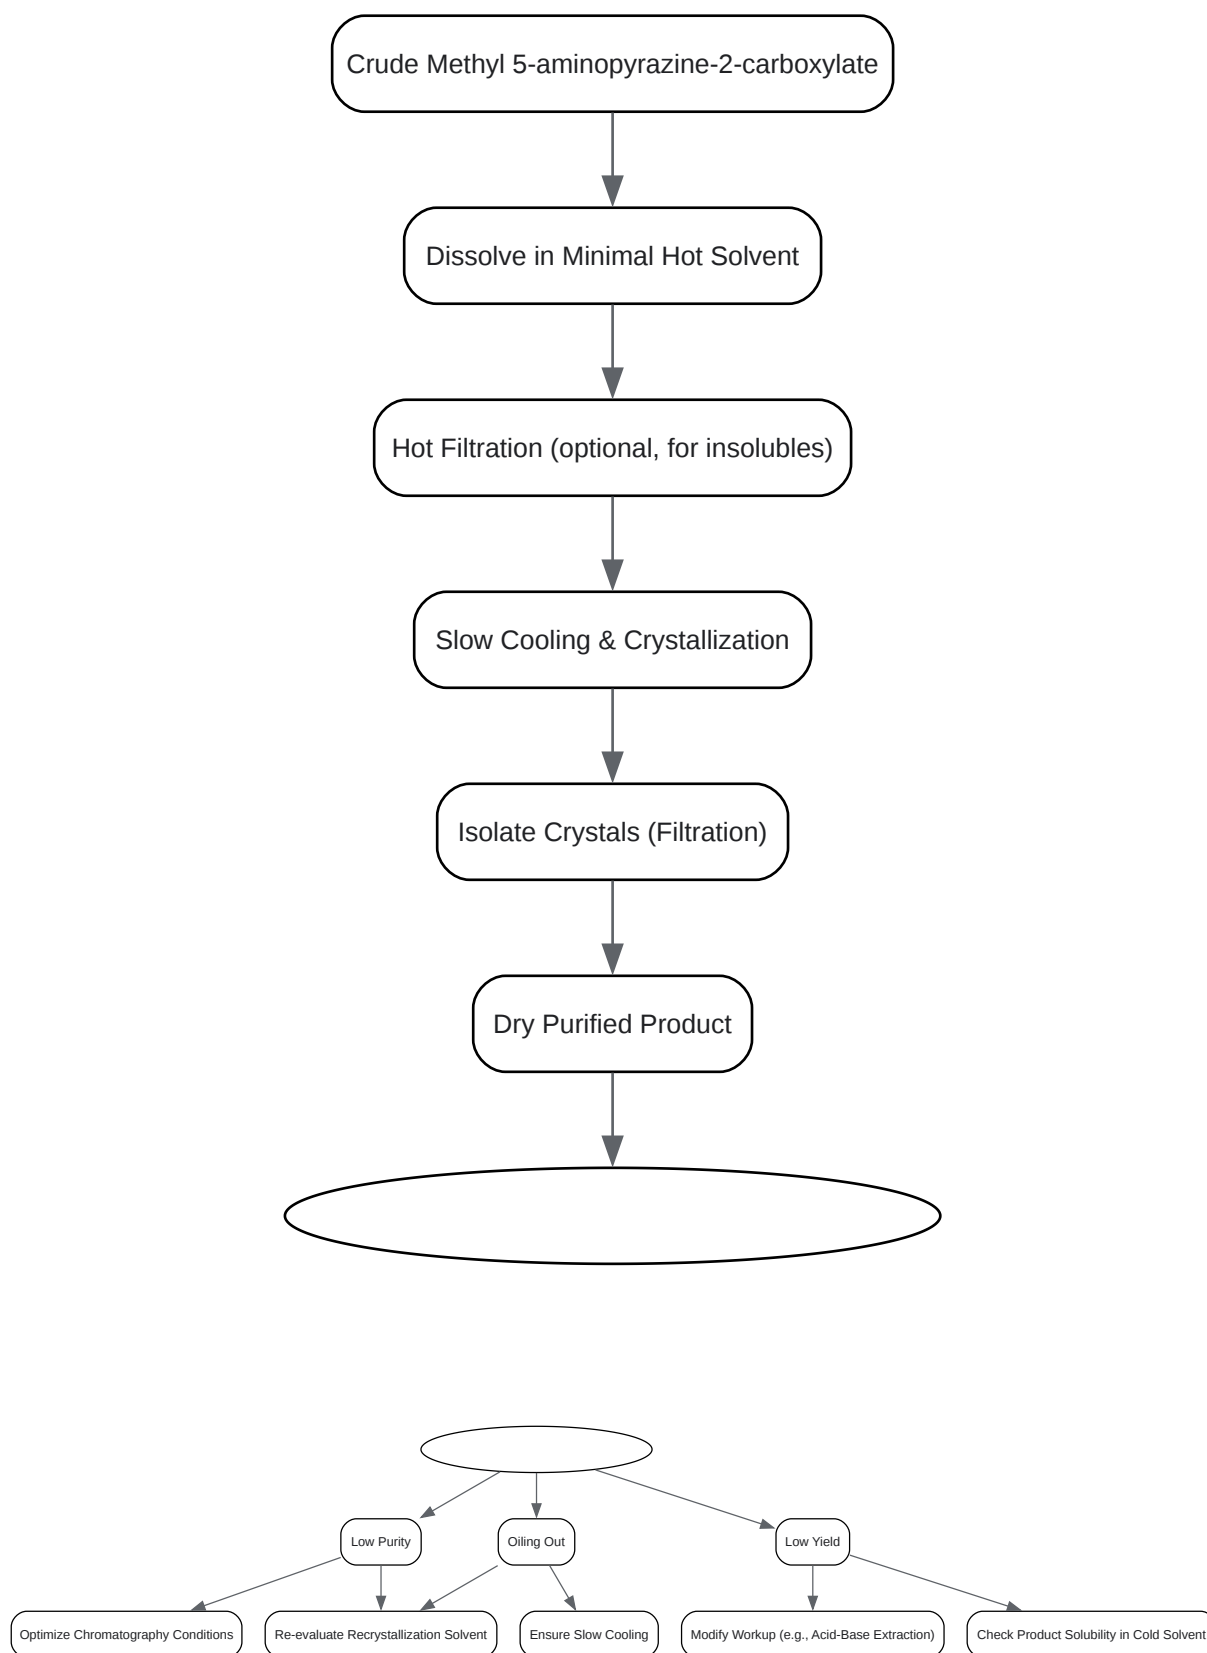 Crude Methyl 5-aminopyrazine-2-carboxylate
Dissolve in Minimal Hot Solvent
Hot Filtration (optional, for insolubles)
Slow Cooling & Crystallization
Isolate Crystals (Filtration)
Dry Purified Product
Low Purity
Oiling Out
Low Yield
Optimize Chromatography Conditions
Re-evaluate Recrystallization Solvent
Ensure Slow Cooling
Modify Workup (e.g., Acid-Base Extraction)
Check Product Solubility in Cold Solvent